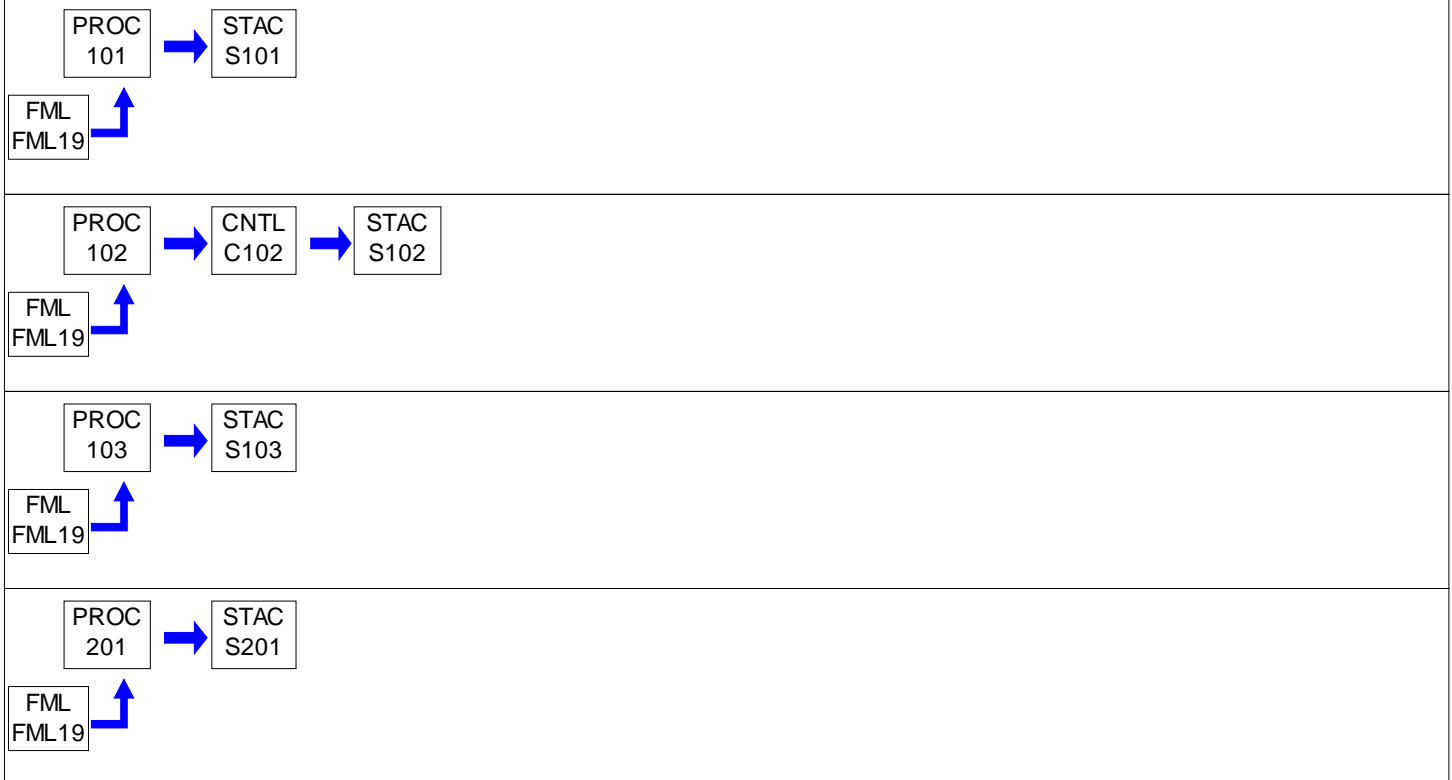 PROC
101
STAC
S101
FML
FML19
PROC
102
CNTL
C102
STAC
S102
FML
FML19
PROC
103
STAC
S103
FML
FML19
PROC
201
STAC
S201
FML
FML19